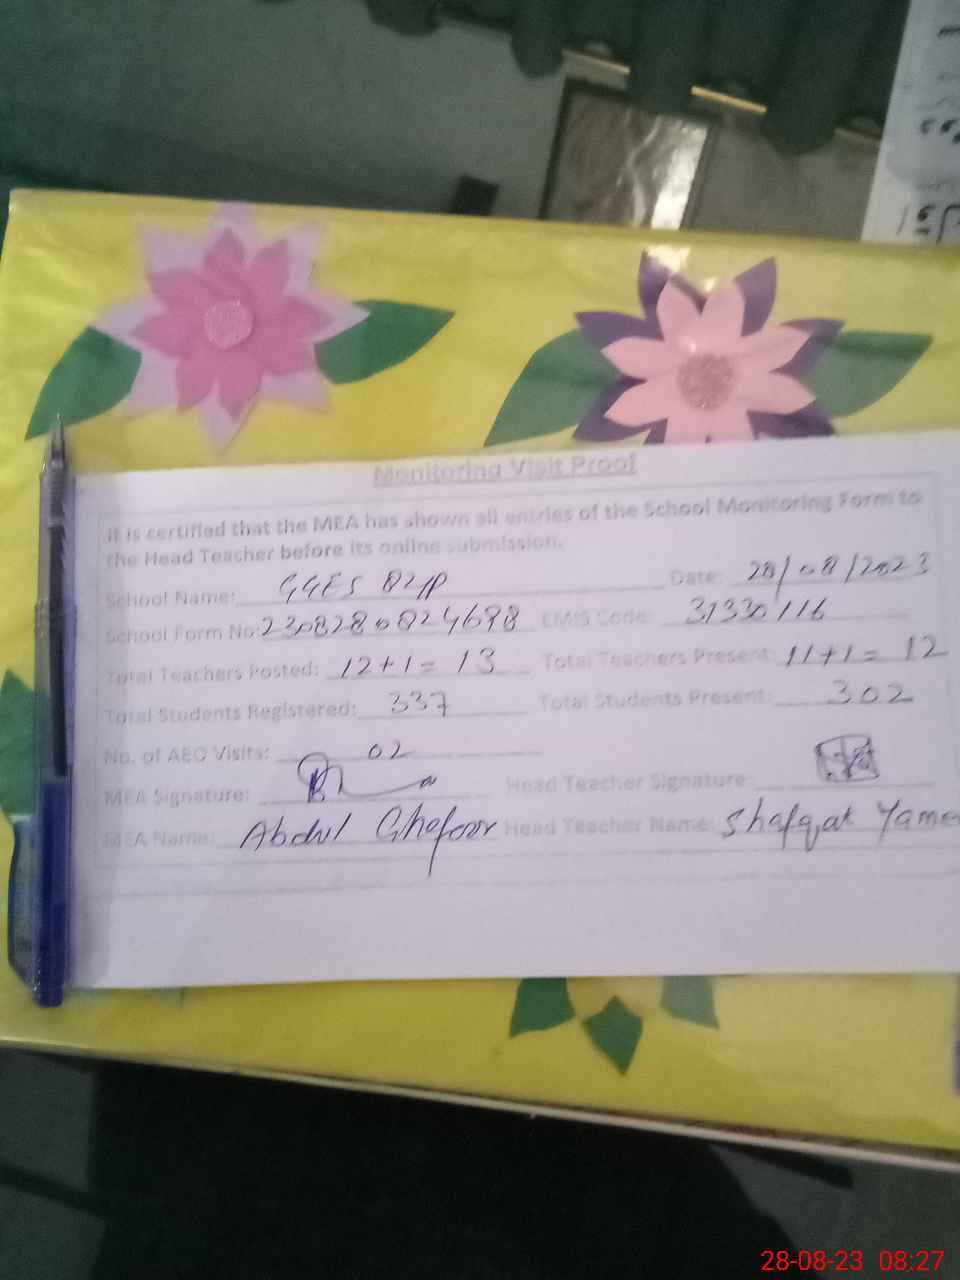 Monitoring Visit Proof
It is certified that the MEA has shown all entries of the School Monitoring Form to
the Head Teacher before its online submission.
School Name: GGES 82/P Date: 28/08/2023
School Form No: 2308280824698 EMIS Code: 31330116
Total Teachers Posted: 12+1= 13 Total Teachers Present: 11+1= 12
Total Students Registered: 337 Total Students Present: 302
No. of AEO Visits: 02
MEA Signature: Head Teacher Signature:
MEA Name: Abdul Ghafoor Head Teacher Name: Shafqat Yame
28-08-23 08:27